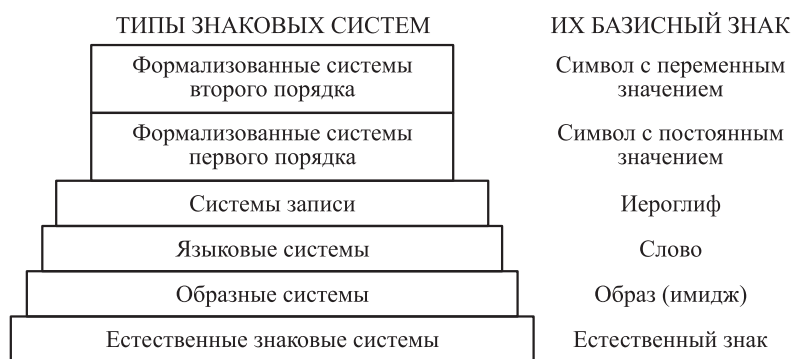 ТИПЫ ЗНАКОВЫХ СИСТЕМ
ИХ БАЗИСНЫЙ ЗНАК
Формализованные системы
второго порядка
Символ с переменным
значением
Формализованные системы
первого порядка
Символ с постоянным
значением
Системы записи
Иероглиф
Языковые системы
Слово
Образные системы
Образ (имидж)
Естественные знаковые системы
Естественный знак